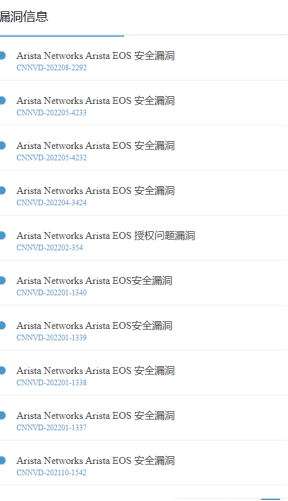 漏洞信息
Arista Networks Arista EOS 安全漏洞
CNNVD-202208-2292
Arista Networks Arista EOS 安全漏洞
CNNVD-202205-4233
Arista Networks Arista EOS 安全漏洞
CNNVD-202205-4232
Arista Networks Arista EOS 安全漏洞
CNNVD-202204-3424
Arista Networks Arista EOS 授权问题漏洞
CNNVD-202202-354
Arista Networks Arista EOS安全漏洞
CNNVD-202201-1340
Arista Networks Arista EOS安全漏洞
CNNVD-202201-1339
Arista Networks Arista EOS 安全漏洞
CNNVD-202201-1338
Arista Networks Arista EOS 安全漏洞
CNNVD-202201-1337
Arista Networks Arista EOS 安全漏洞
CNNVD-202110-1542